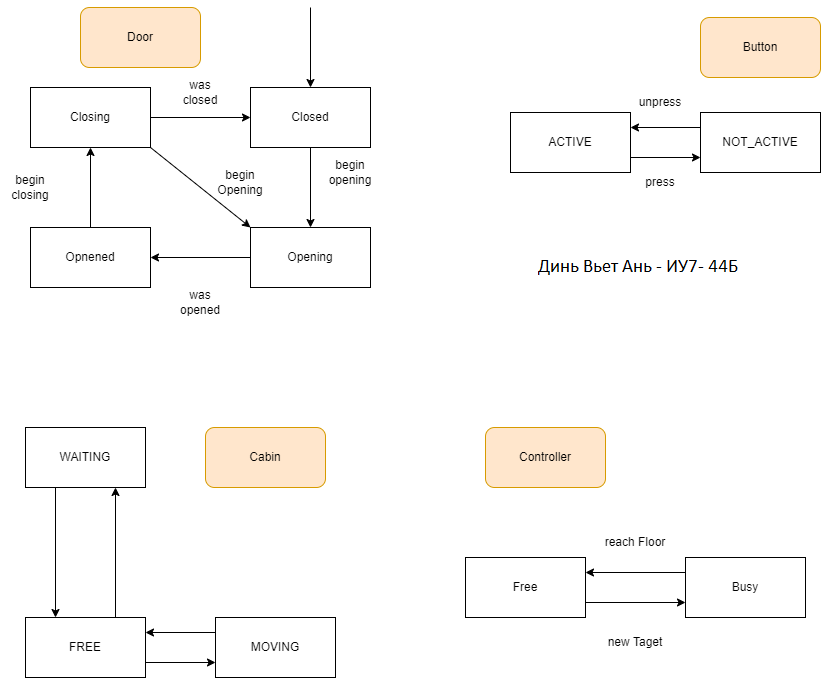 Door
was
closed
Closing
Closed
begin
closing
begin
Opening
begin
opening
Opnened
Opening
was
opened
Button
unpress
ACTIVE
NOT_ACTIVE
press
Динь Вьет Ань - ИУ7- 44Б
WAITING
Cabin
FREE
MOVING
Controller
reach Floor
Free
Busy
new Taget